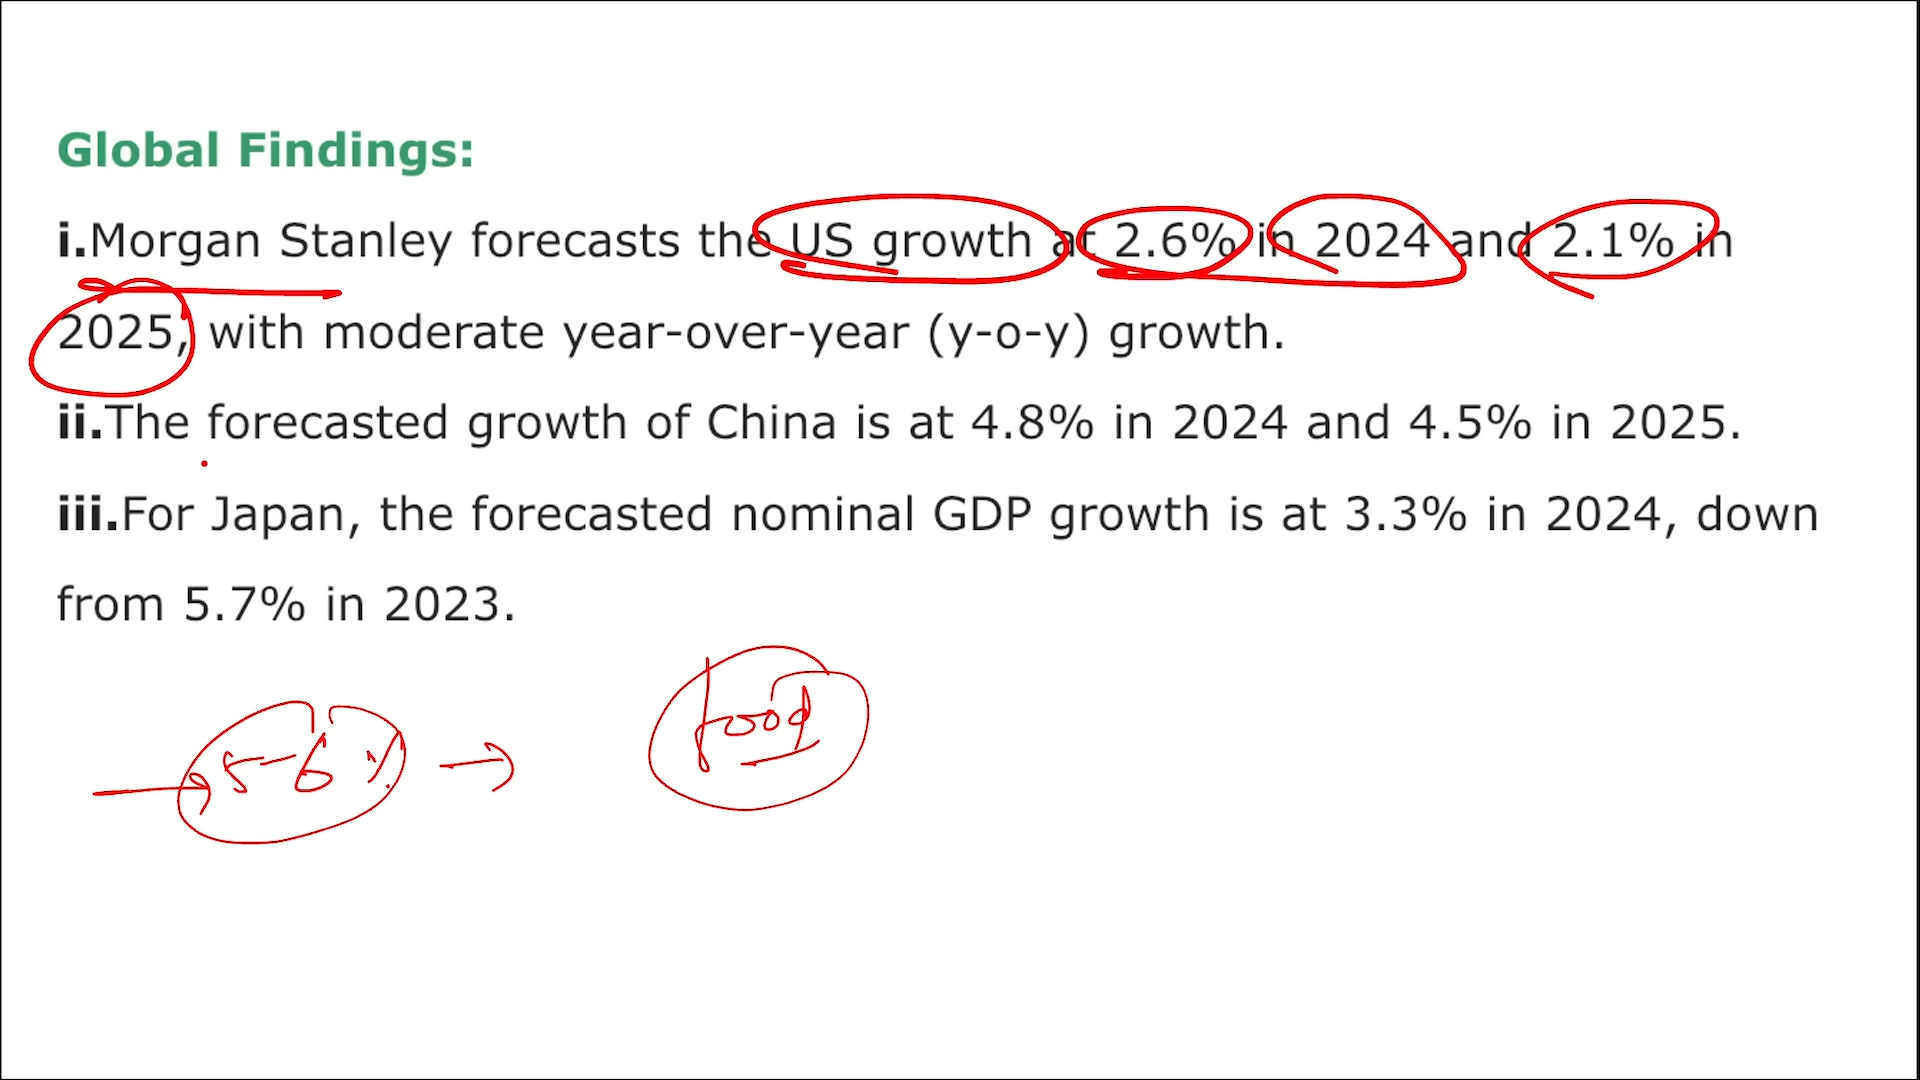 Global Findings:
i.Morgan Stanley forecasts the US growth at 2.6% in 2024 and 2.1% in
2025, with moderate year-over-year (y-o-y) growth.
ii.The forecasted growth of China is at 4.8% in 2024 and 4.5% in 2025.
iii.For Japan, the forecasted nominal GDP growth is at 3.3% in 2024, down
from 5.7% in 2023.
5-6 % food